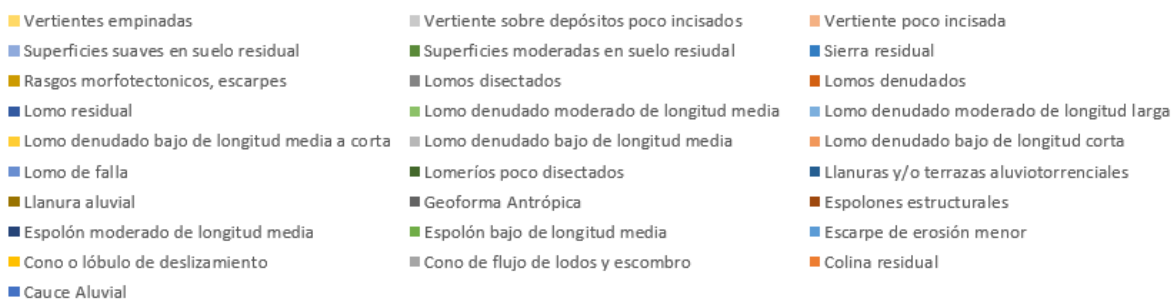 Vertientes empinadas Vertiente sobre depósitos poco incisados Vertiente poco incisada
Superficies suaves en suelo residual Superficies moderadas en suelo resiudal Sierra residual
Rasgos morfotectonicos, escarpes Lomos disectados Lomos denudados
Lomo residual Lomo denudado moderado de longitud media Lomo denudado moderado de longitud larga
Lomo denudado bajo de longitud media a corta Lomo denudado bajo de longitud media Lomo denudado bajo de longitud corta
Lomo de falla Lomeríos poco disectados Llanuras y/o terrazas aluviotorrenciales
Llanura aluvial Geoforma Antrópica Espolones estructurales
Espolón moderado de longitud media Espolón bajo de longitud media Escarpe de erosión menor
Cono o lóbulo de deslizamiento Cono de flujo de lodos y escombro Colina residual
Cauce Aluvial